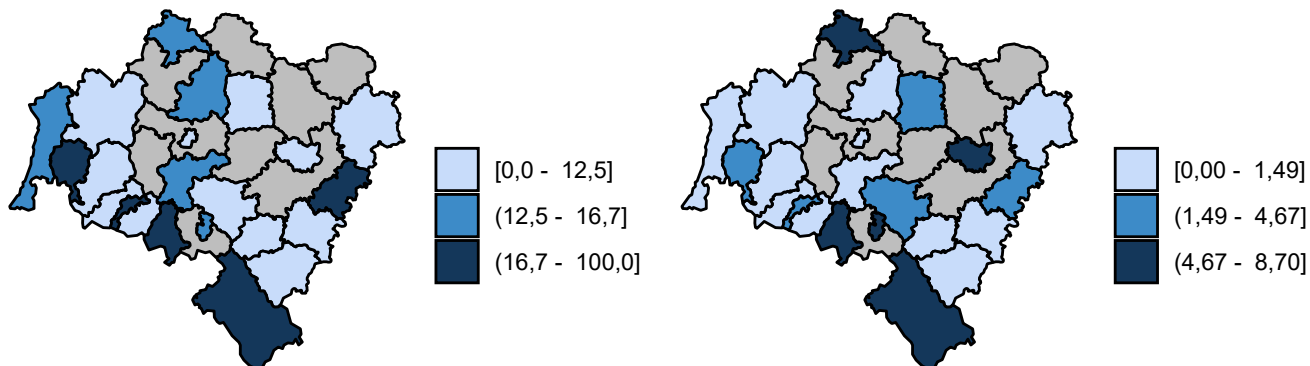 [0,0 - 12,5]
(12,5 - 16,7]
(16,7 - 100,0]
[0,00 - 1,49]
(1,49 - 4,67]
(4,67 - 8,70]